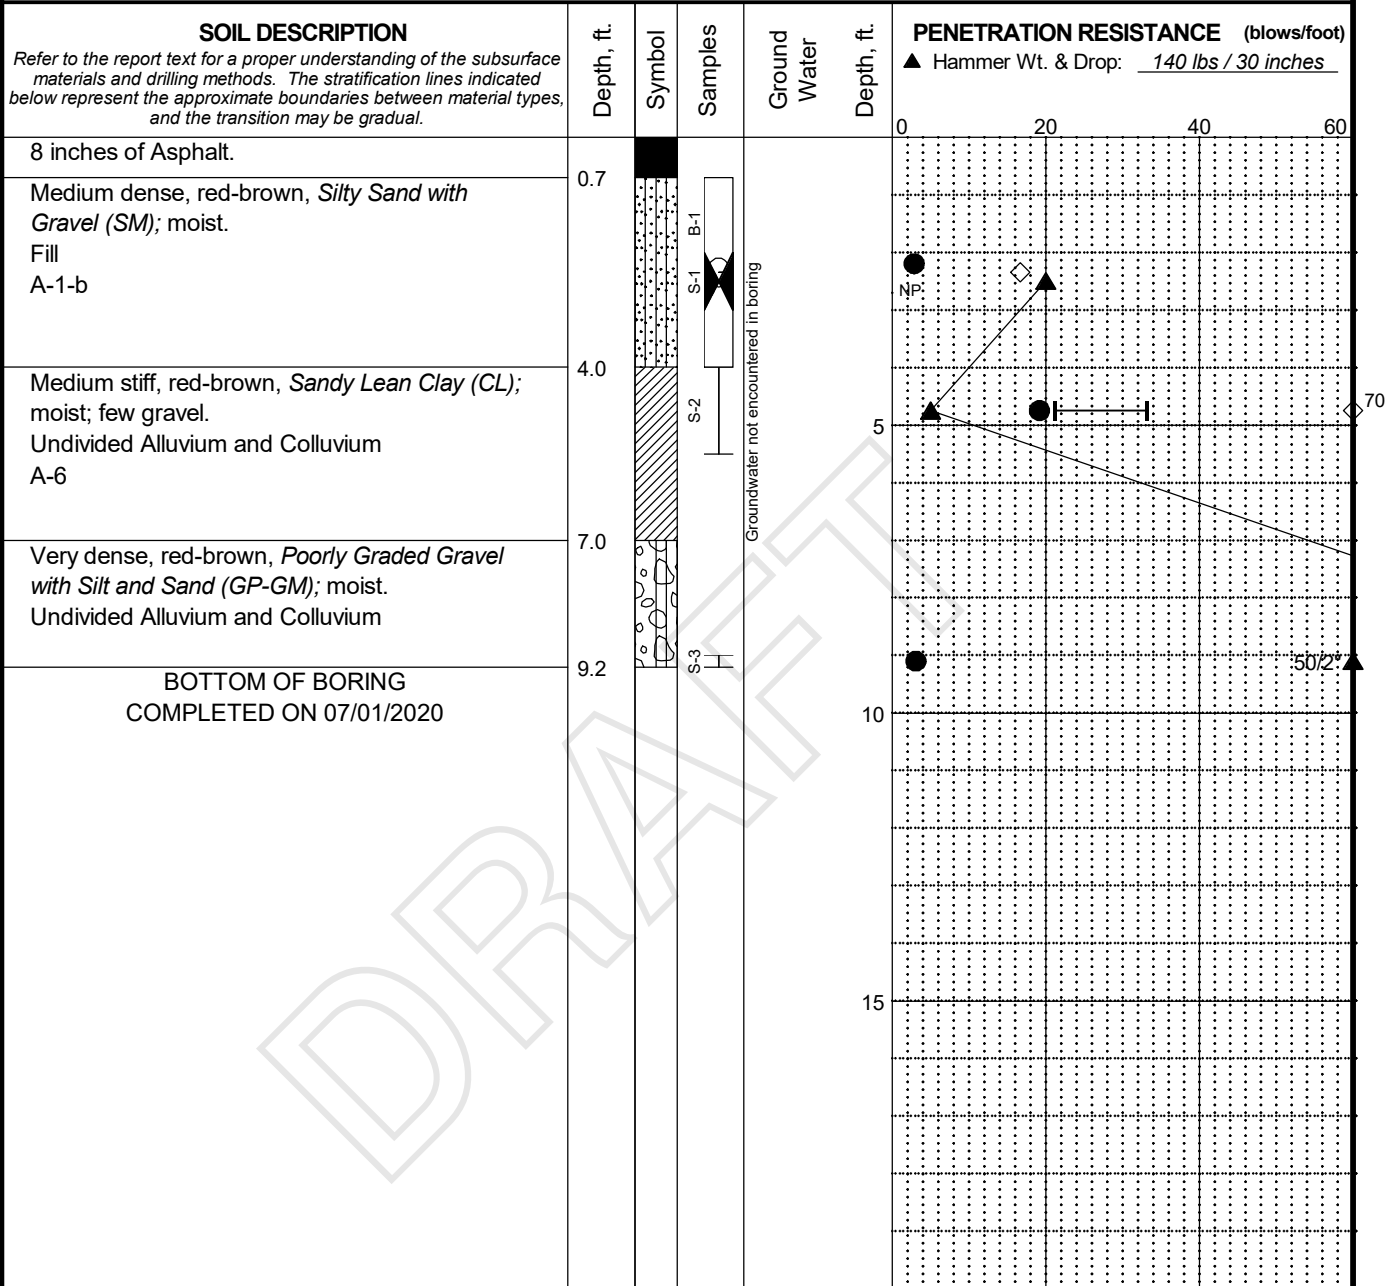 SOIL DESCRIPTION
Refer to the report text for a proper understanding of the subsurface
materials and drilling methods. The stratification lines indicated
below represent the approximate boundaries between material types,
and the transition may be gradual.
Depth, ft.
Symbol
Samples
Ground
Water
Depth, ft.
PENETRATION RESISTANCE (blows/foot)
▲ Hammer Wt. & Drop: 140 lbs / 30 inches
0 20 40 60
8 inches of Asphalt.
0.7
Medium dense, red-brown, Silty Sand with
Gravel (SM); moist.
Fill
A-1-b
B-1
S-1
NP
4.0
Medium stiff, red-brown, Sandy Lean Clay (CL);
moist; few gravel.
Undivided Alluvium and Colluvium
A-6
S-2
Groundwater not encountered in boring
5
70
7.0
Very dense, red-brown, Poorly Graded Gravel
with Silt and Sand (GP-GM); moist.
Undivided Alluvium and Colluvium
S-3
9.2
50/2"
BOTTOM OF BORING
COMPLETED ON 07/01/2020
10
15
DRAFT